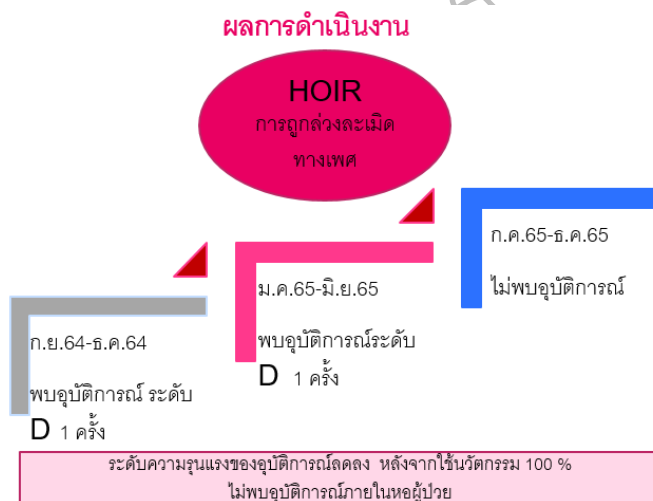 ผลการดำเนินงาน
HOIR
การถูกล่วงละเมิด
ทางเพศ
ก.ย.64-ธ.ค.64
พบอุบัติการณ์ ระดับ
D 1 ครั้ง
ม.ค.65-มิ.ย.65
พบอุบัติการณ์ระดับ
D 1 ครั้ง
ก.ค.65-ธ.ค.65
ไม่พบอุบัติการณ์
ระดับความรุนแรงของอุบัติการณ์ลดลง หลังจากใช้นวัตกรรม 100 %
ไม่พบอุบัติการณ์ภายในหอผู้ป่วย